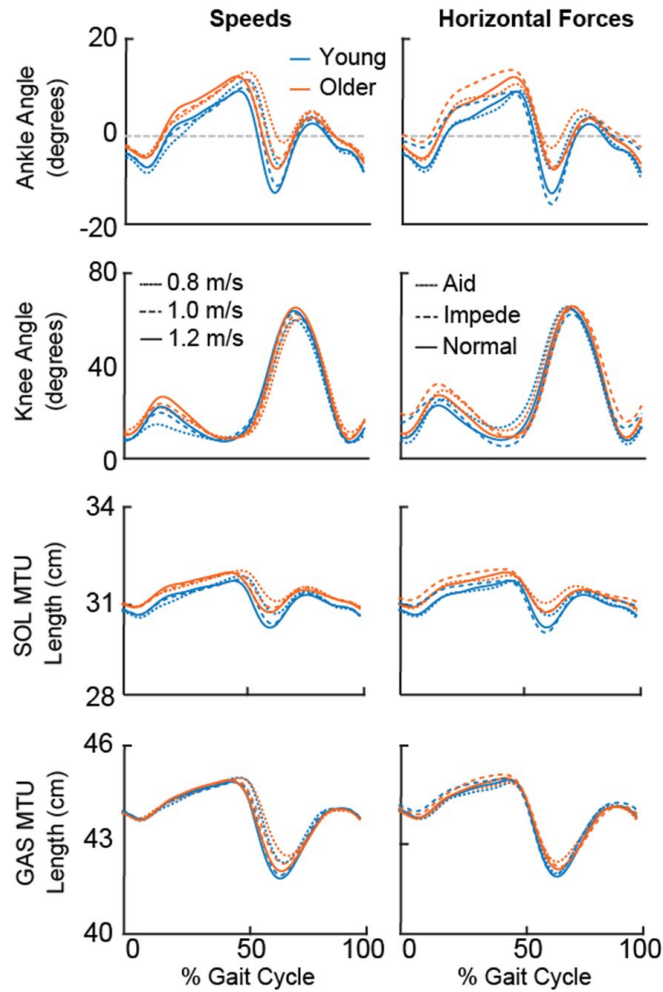 Speeds
Horizontal Forces
Ankle Angle
(degrees)
20
0
-20
Young
Older
Knee Angle
(degrees)
80
40
0
0.8 m/s
1.0 m/s
1.2 m/s
Aid
Impede
Normal
SOL MTU
Length (cm)
34
31
28
GAS MTU
Length (cm)
46
43
40
0 50 100
% Gait Cycle
0 50 100
% Gait Cycle